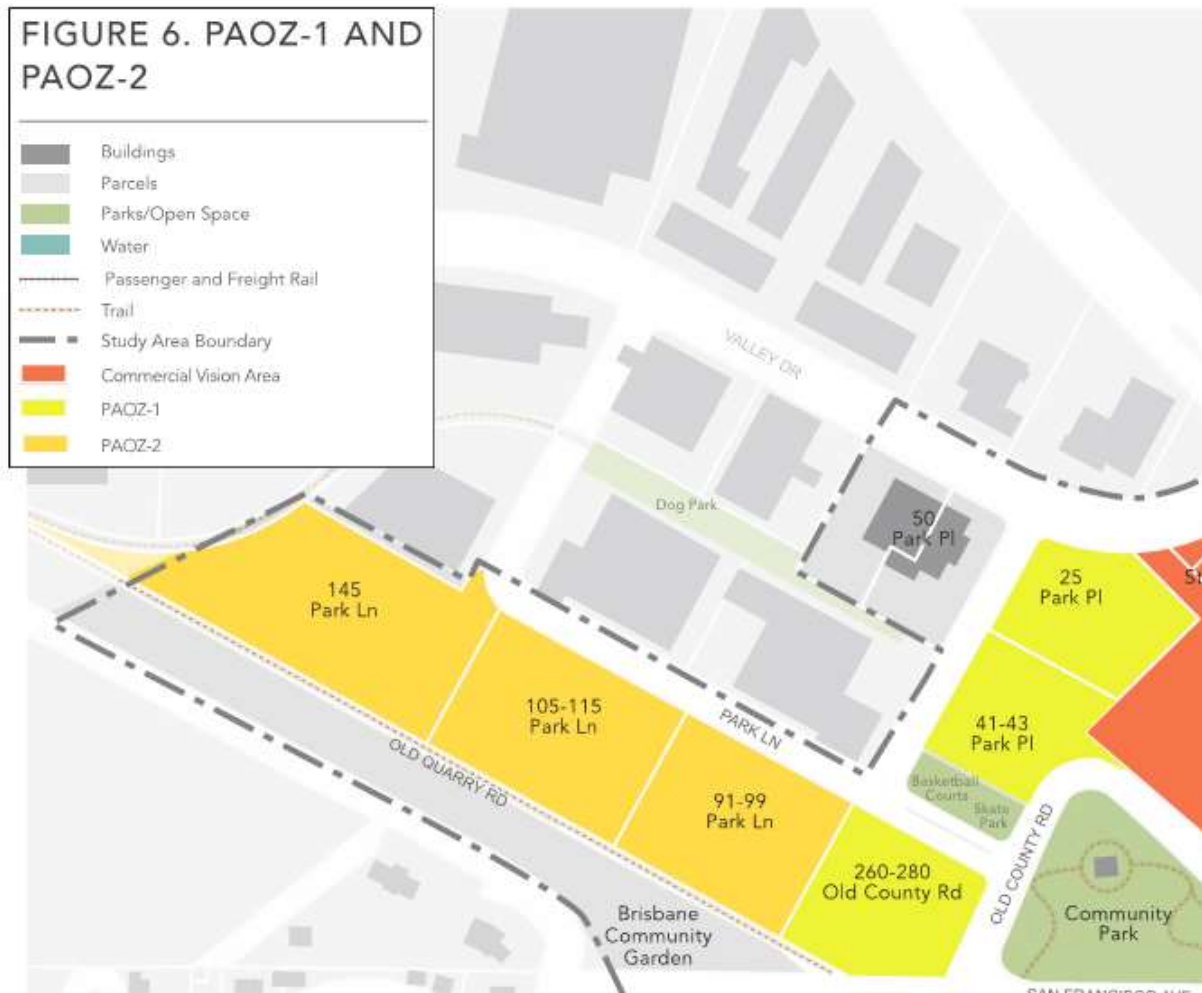 FIGURE 6. PAOZ-1 AND
PAOZ-2
Buildings
Parcels
Parks/Open Space
Water
Passenger and Freight Rail
Trail
Study Area Boundary
Commercial Vision Area
PAOZ-1
PAOZ-2
VALLEY DR
Dog Park
50
Park Pl
25
Park Pl
145
Park Ln
105-115
Park Ln
PARK LN
41-43
Park Pl
OLD QUARRY RD
91-99
Park Ln
Basketball
Courts
Skate
Park
OLD COUNTY RD
260-280
Old County Rd
Brisbane
Community
Garden
Community
Park
SAN FRANCISCO AVE